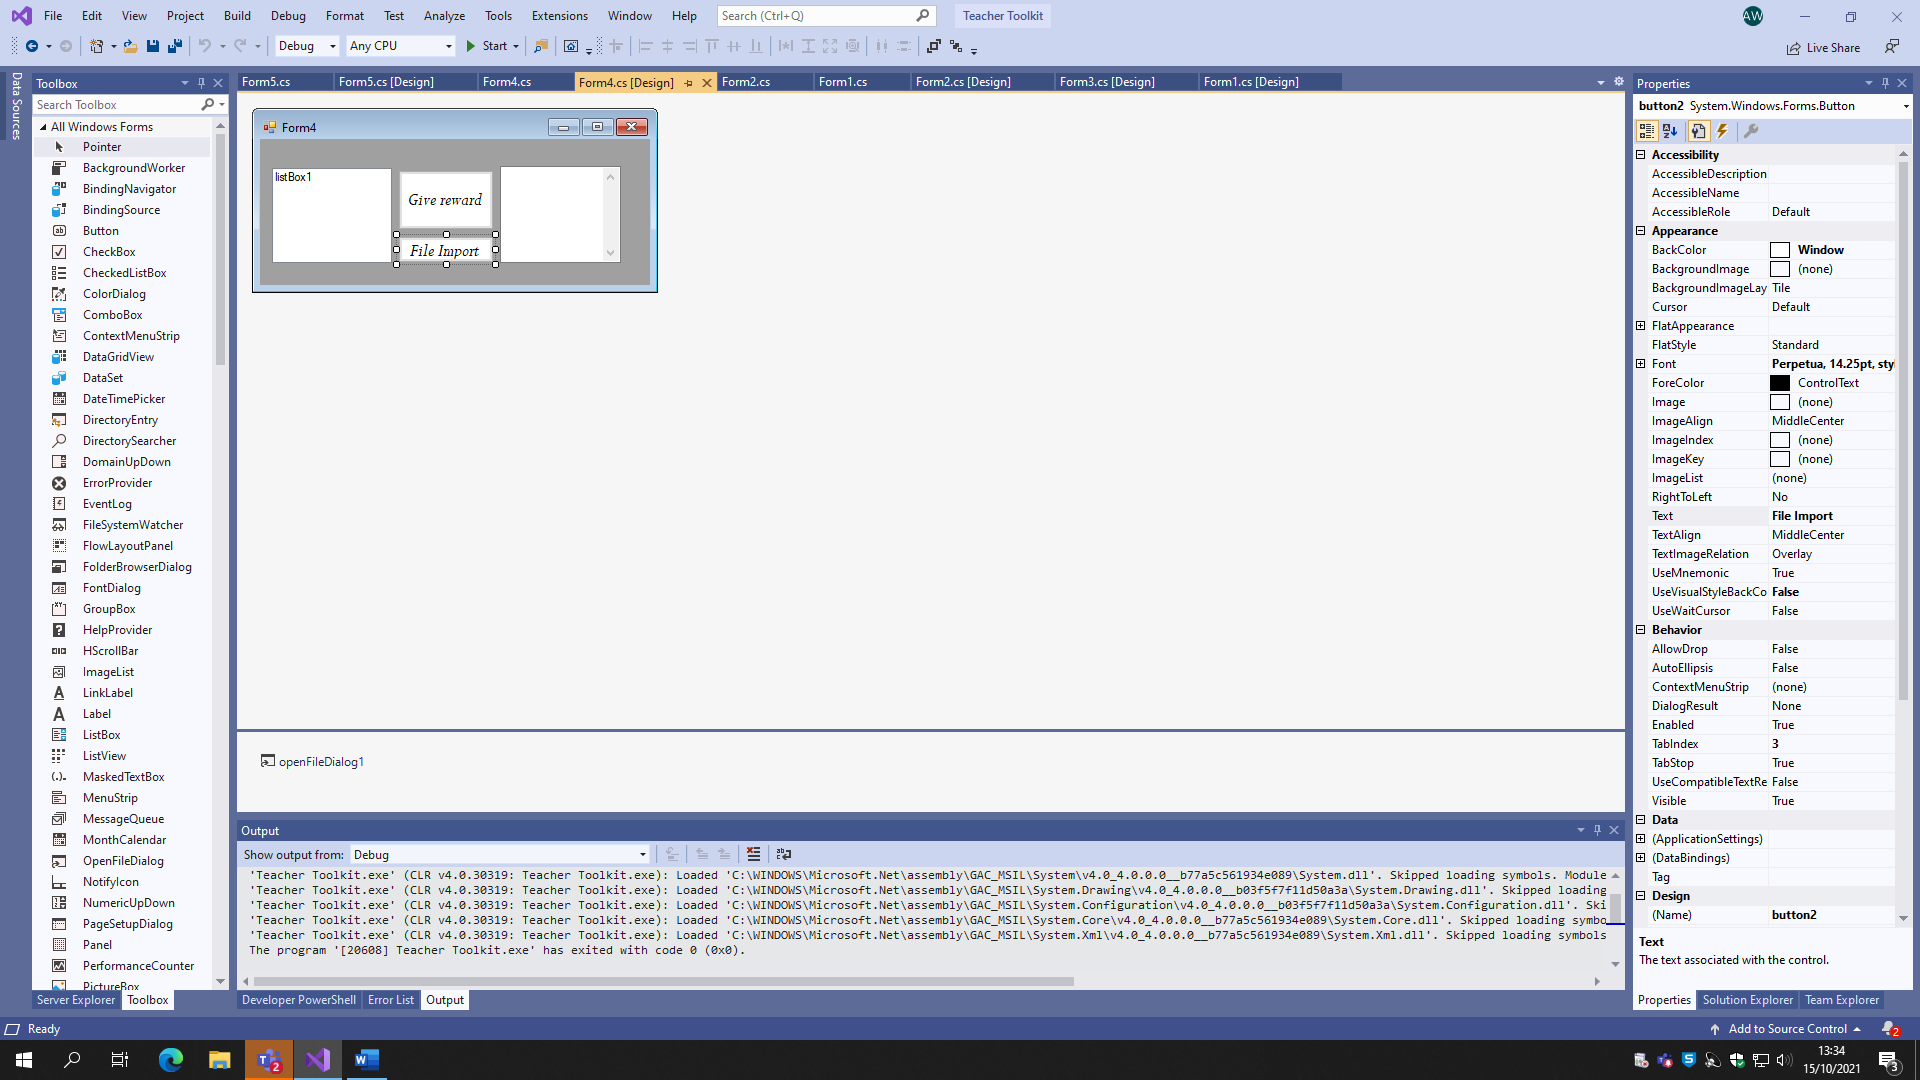 File Edit View Project Build Debug Format Test Analyze Tools Extensions Window Help Search (Ctrl+Q) Teacher Toolkit AW
Debug Any CPU Start Live Share
Data Sources
Toolbox
Search Toolbox
All Windows Forms
Pointer
BackgroundWorker
BindingNavigator
BindingSource
Button
CheckBox
CheckedListBox
ColorDialog
ComboBox
ContextMenuStrip
DataGridView
DataSet
DateTimePicker
DirectoryEntry
DirectorySearcher
DomainUpDown
ErrorProvider
EventLog
FileSystemWatcher
FlowLayoutPanel
FolderBrowserDialog
FontDialog
GroupBox
HelpProvider
HScrollBar
ImageList
LinkLabel
Label
ListBox
ListView
MaskedTextBox
MenuStrip
MessageQueue
MonthCalendar
OpenFileDialog
NotifyIcon
NumericUpDown
PageSetupDialog
Panel
PerformanceCounter
PictureBox
Server Explorer Toolbox
Form5.cs Form5.cs [Design] Form4.cs Form4.cs [Design] Form2.cs Form1.cs Form2.cs [Design] Form3.cs [Design] Form1.cs [Design]
Form4
listBox1
Give reward
File Import
openFileDialog1
Output
Show output from: Debug
'Teacher Toolkit.exe' (CLR v4.0.30319: Teacher Toolkit.exe): Loaded 'C:\WINDOWS\Microsoft.Net\assembly\GAC_MSIL\System\v4.0_4.0.0.0__b77a5c561934e089\System.dll'. Skipped loading symbols. Module
'Teacher Toolkit.exe' (CLR v4.0.30319: Teacher Toolkit.exe): Loaded 'C:\WINDOWS\Microsoft.Net\assembly\GAC_MSIL\System.Drawing\v4.0_4.0.0.0__b03f5f7f11d50a3a\System.Drawing.dll'. Skipped loading
'Teacher Toolkit.exe' (CLR v4.0.30319: Teacher Toolkit.exe): Loaded 'C:\WINDOWS\Microsoft.Net\assembly\GAC_MSIL\System.Configuration\v4.0_4.0.0.0__b03f5f7f11d50a3a\System.Configuration.dll'. Ski
'Teacher Toolkit.exe' (CLR v4.0.30319: Teacher Toolkit.exe): Loaded 'C:\WINDOWS\Microsoft.Net\assembly\GAC_MSIL\System.Core\v4.0_4.0.0.0__b77a5c561934e089\System.Core.dll'. Skipped loading symbo
'Teacher Toolkit.exe' (CLR v4.0.30319: Teacher Toolkit.exe): Loaded 'C:\WINDOWS\Microsoft.Net\assembly\GAC_MSIL\System.Xml\v4.0_4.0.0.0__b77a5c561934e089\System.Xml.dll'. Skipped loading symbols
The program '[20608] Teacher Toolkit.exe' has exited with code 0 (0x0).
Developer PowerShell Error List Output
Properties
button2 System.Windows.Forms.Button
Accessibility
AccessibleDescription
AccessibleName
AccessibleRole Default
Appearance
BackColor Window
BackgroundImage (none)
BackgroundImageLay Tile
Cursor Default
FlatAppearance
FlatStyle Standard
Font Perpetua, 14.25pt, sty
ForeColor ControlText
Image (none)
ImageAlign MiddleCenter
ImageIndex (none)
ImageKey (none)
ImageList (none)
RightToLeft No
Text File Import
TextAlign MiddleCenter
TextImageRelation Overlay
UseMnemonic True
UseVisualStyleBackCo False
UseWaitCursor False
Behavior
AllowDrop False
AutoEllipsis False
ContextMenuStrip (none)
DialogResult None
Enabled True
TabIndex 3
TabStop True
UseCompatibleTextRe False
Visible True
Data
(ApplicationSettings)
(DataBindings)
Tag
Design
(Name) button2
Text
The text associated with the control.
Properties Solution Explorer Team Explorer
Ready Add to Source Control 2
13:34
15/10/2021
3